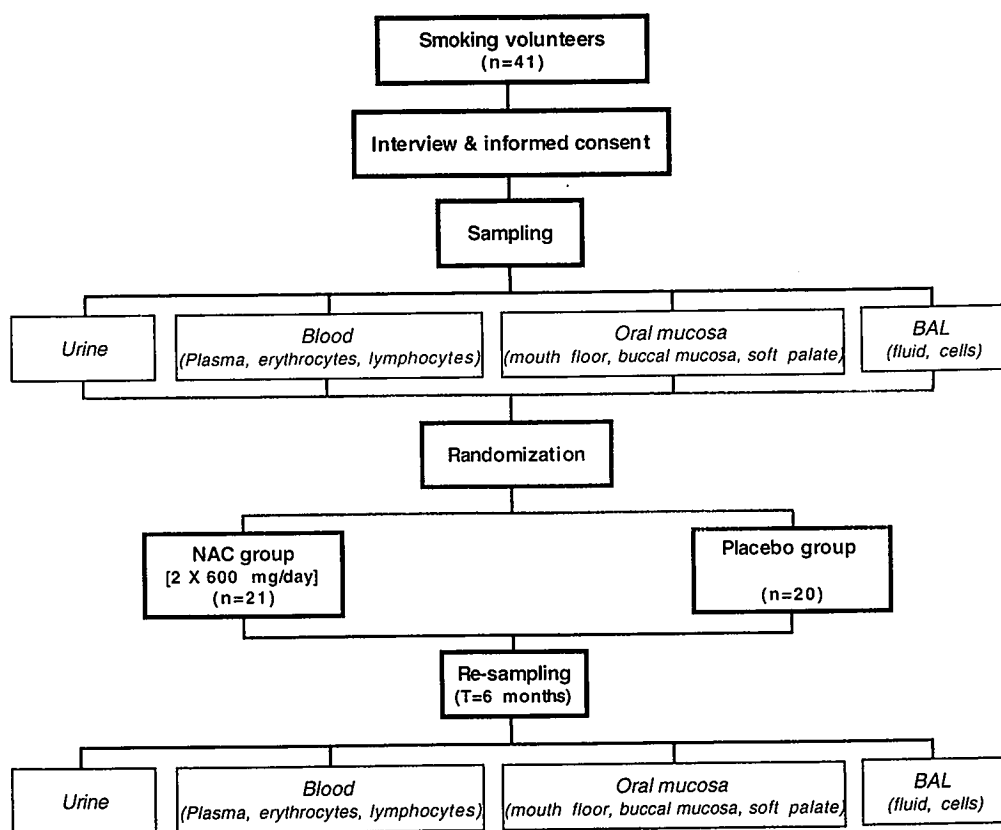 Smoking volunteers
(n=41)
Interview & informed consent
Sampling
Urine
Blood
(Plasma, erythrocytes, lymphocytes)
Oral mucosa
(mouth floor, buccal mucosa, soft palate)
BAL
(fluid, cells)
Randomization
NAC group
[2 X 600 mg/day]
(n=21)
Placebo group
(n=20)
Re-sampling
(T=6 months)
Urine
Blood
(Plasma, erythrocytes, lymphocytes)
Oral mucosa
(mouth floor, buccal mucosa, soft palate)
BAL
(fluid, cells)